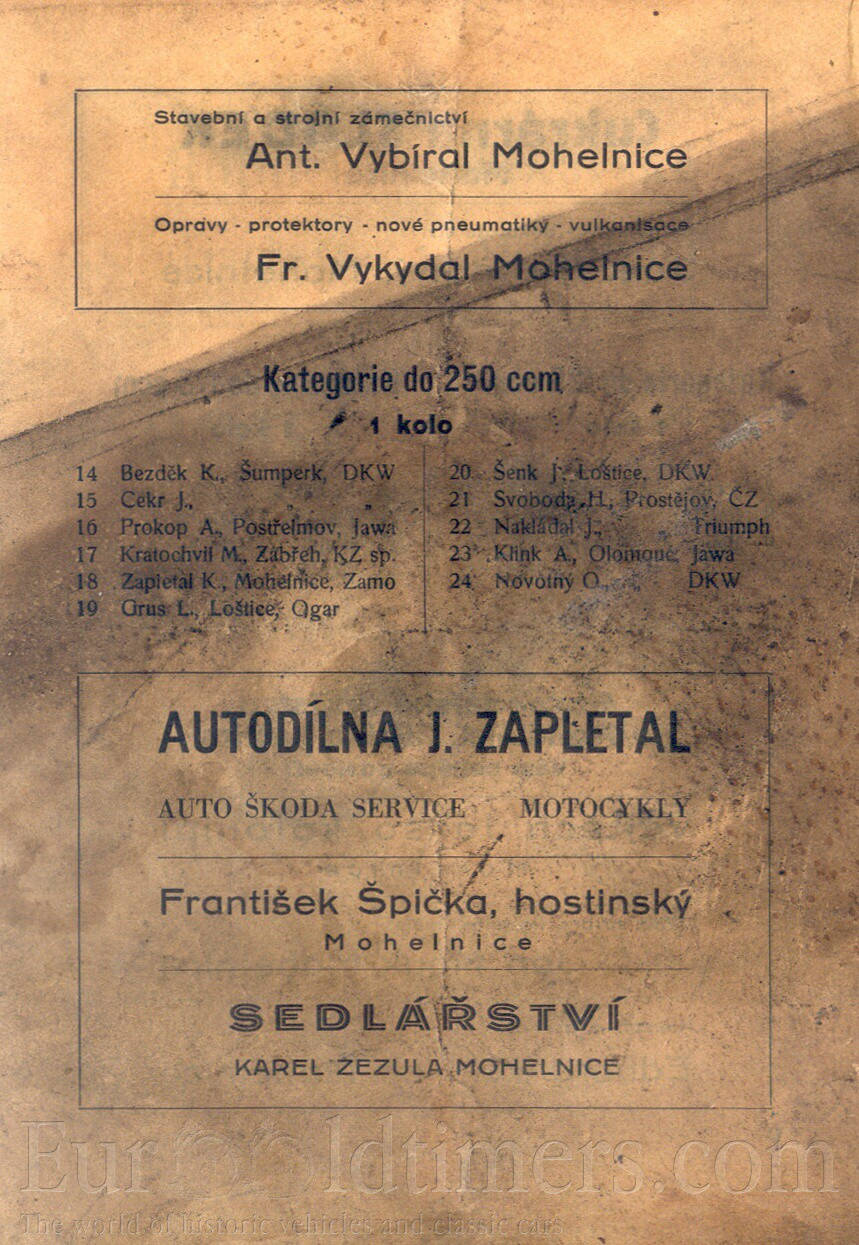 Stavební a strojní zámečnictví
Ant. Vybíral Mohelnice
Opravy - protektory - nové pneumatiky - vulkanisace
Fr. Vykydal Mohelnice
Kategorie do 250 ccm
1 kolo
14 Bezděk K., Šumperk, DKW
15 Cekr J., „ „
16 Prokop A., Postřelmov, Jawa
17 Kratochvil M., Zábřeh, KZ sp.
18 Zapletal K., Mohelnice, Zamo
19 Grus L., Loštice, Ogar
20 Šenk J., Loštice, DKW
21 Svoboda H., Prostějov, ČZ
22 Nakládal J., „ Triumph
23 Klink A., Olomouc, Jawa
24 Novotný O., „ DKW
AUTODÍLNA J. ZAPLETAL
AUTO ŠKODA SERVICE MOTOCYKLY
František Špička, hostinský
Mohelnice
SEDLÁŘSTVÍ
KAREL ZEZULA MOHELNICE
EuroOldtimers.com
The world of historic vehicles and classic cars